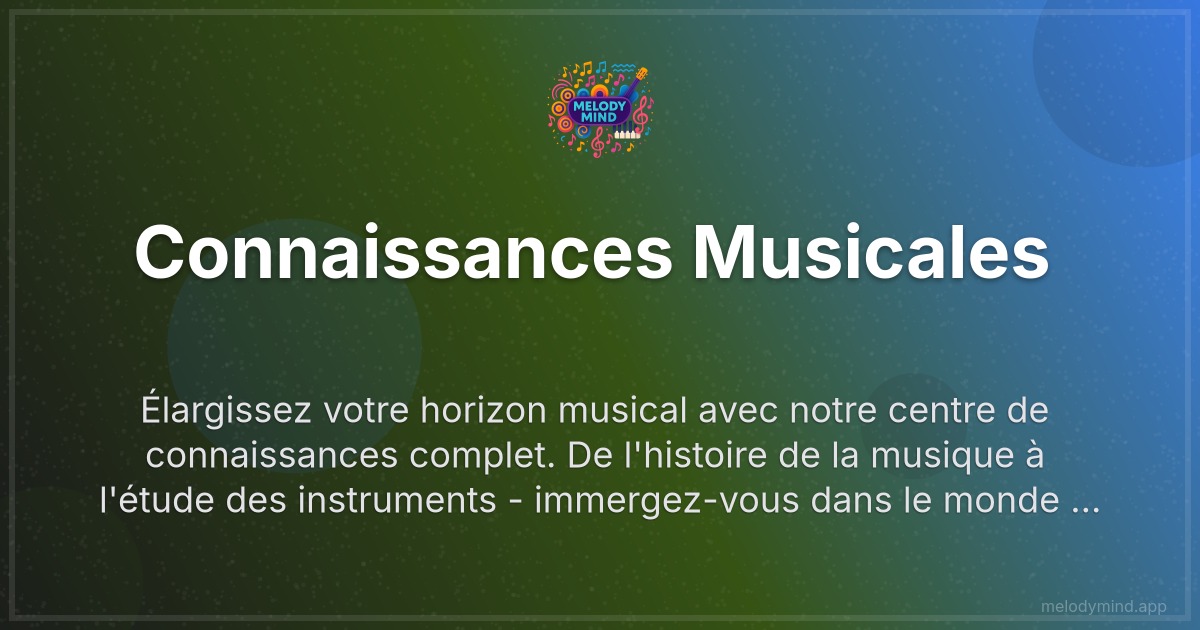 MELODY
MIND
Connaissances Musicales
Élargissez votre horizon musical avec notre centre de
connaissances complet. De l'histoire de la musique à
l'étude des instruments - immergez-vous dans le monde ...
melodymind.app